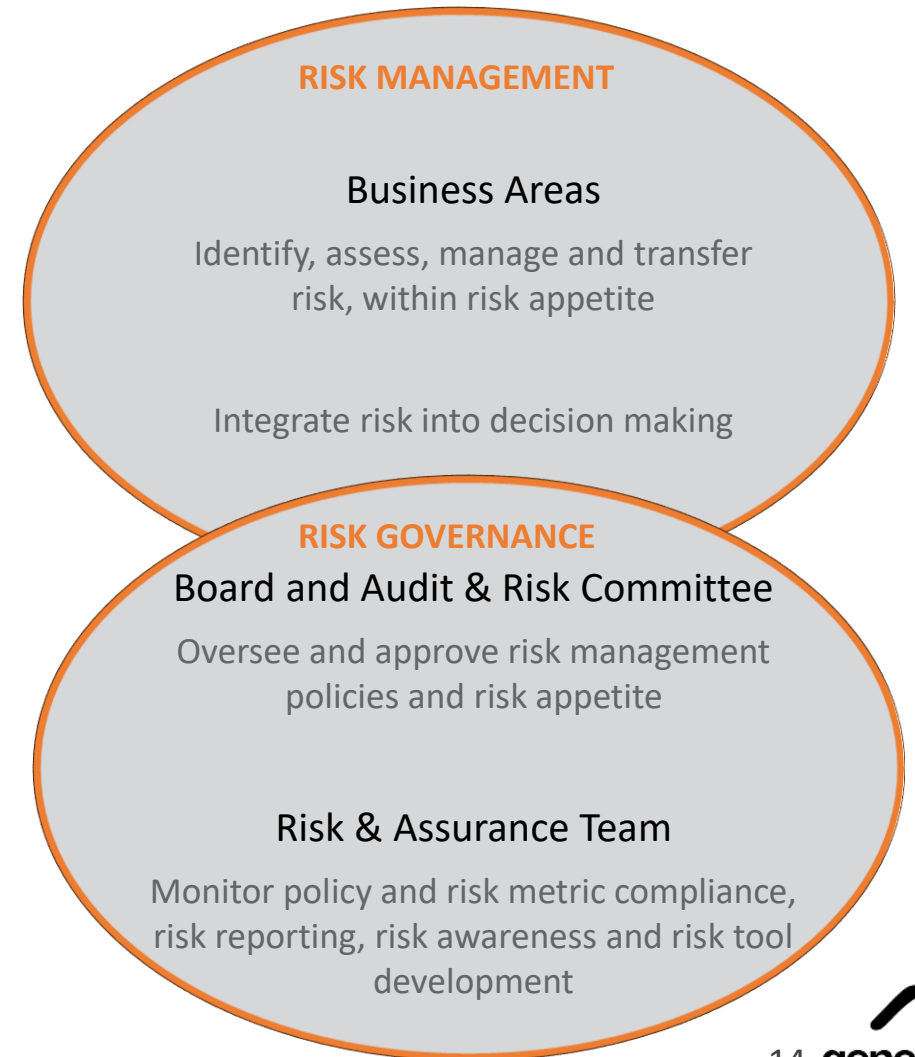 RISK MANAGEMENT
Business Areas
Identify, assess, manage and transfer
risk, within risk appetite
Integrate risk into decision making
RISK GOVERNANCE
Board and Audit & Risk Committee
Oversee and approve risk management
policies and risk appetite
Risk & Assurance Team
Monitor policy and risk metric compliance,
risk reporting, risk awareness and risk tool
development